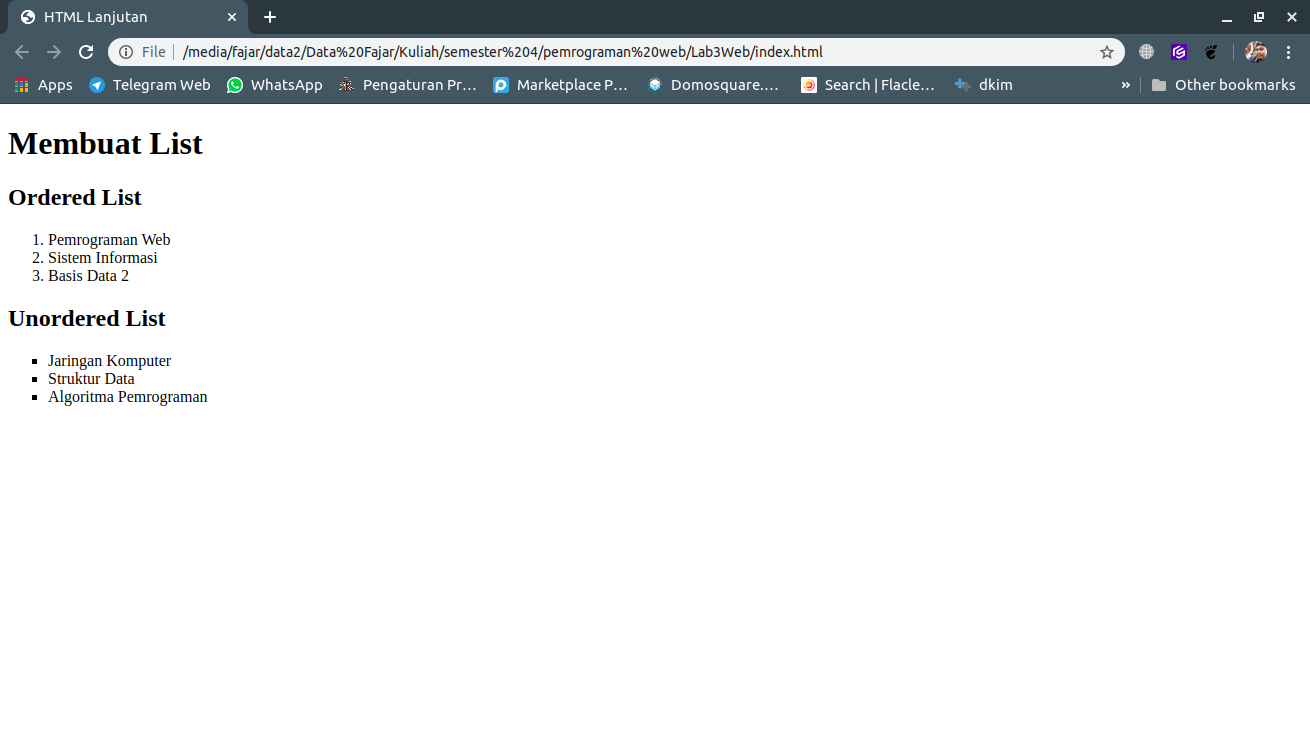 HTML Lanjutan
File | /media/fajar/data2/Data%20Fajar/Kuliah/semester%204/pemrograman%20web/Lab3Web/index.html
Apps Telegram Web WhatsApp Pengaturan Pr… Marketplace P… Domosquare.… Search | Flacle… dkim » Other bookmarks
Membuat List
Ordered List
1. Pemrograman Web
2. Sistem Informasi
3. Basis Data 2
Unordered List
▪ Jaringan Komputer
▪ Struktur Data
▪ Algoritma Pemrograman